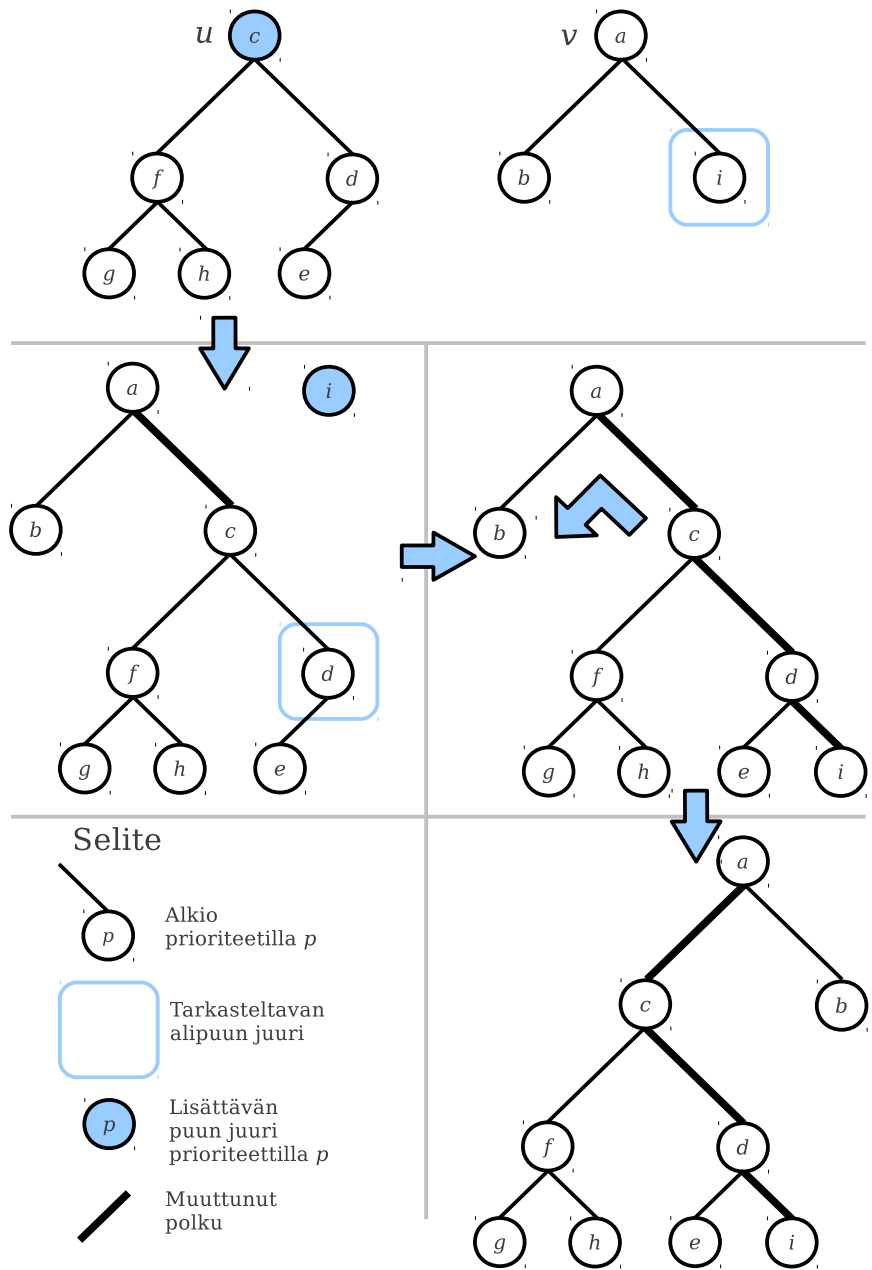 u c v a
f d b i
g h e
a i
b c
f d
g h e
a
b c
f d
g h e i
Selite
p Alkio
prioriteetilla p
Tarkasteltavan
alipuun juuri
p Lisättävän
puun juuri
prioriteettilla p
Muuttunut
polku
a
c b
f d
g h e i